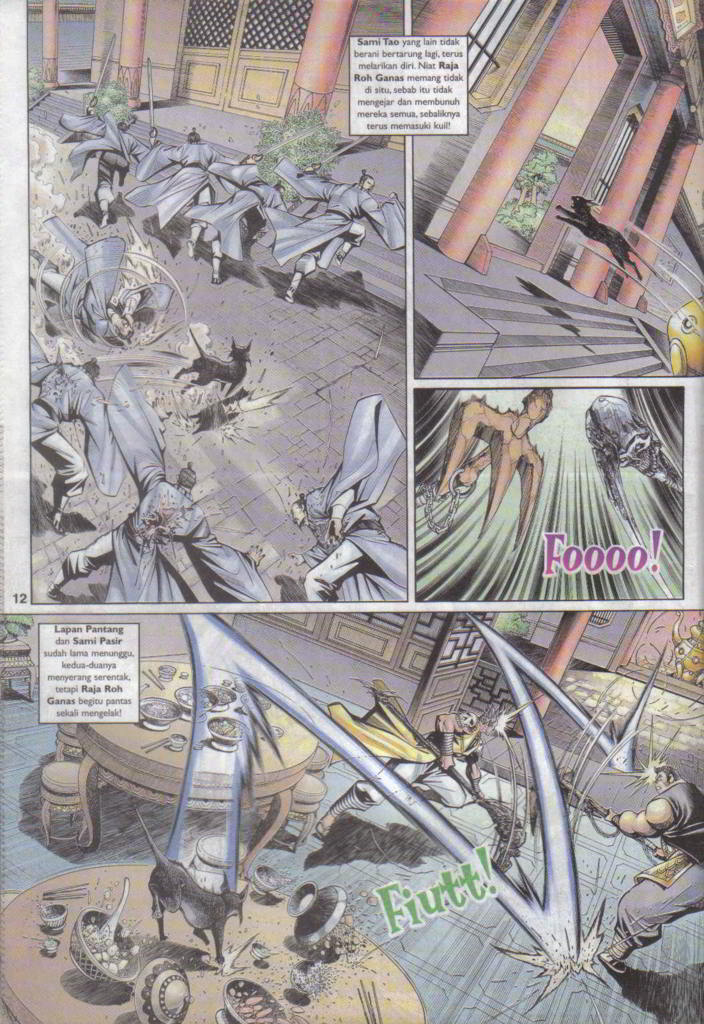 Sami Tao yang lain tidak
berani bertarung lagi, terus
melarikan diri. Niat Raja
Roh Ganas memang tidak
di situ, sebab itu tidak
mengejar dan membunuh
mereka semua, sebaliknya
terus memasuki kuil!
Foooo!
12
Lapan Pantang
dan Sami Pasir
sudah lama menunggu,
kedua-duanya
menyerang serentak,
tetapi Raja Roh
Ganas begitu pantas
sekali mengelak!
Fiutt!